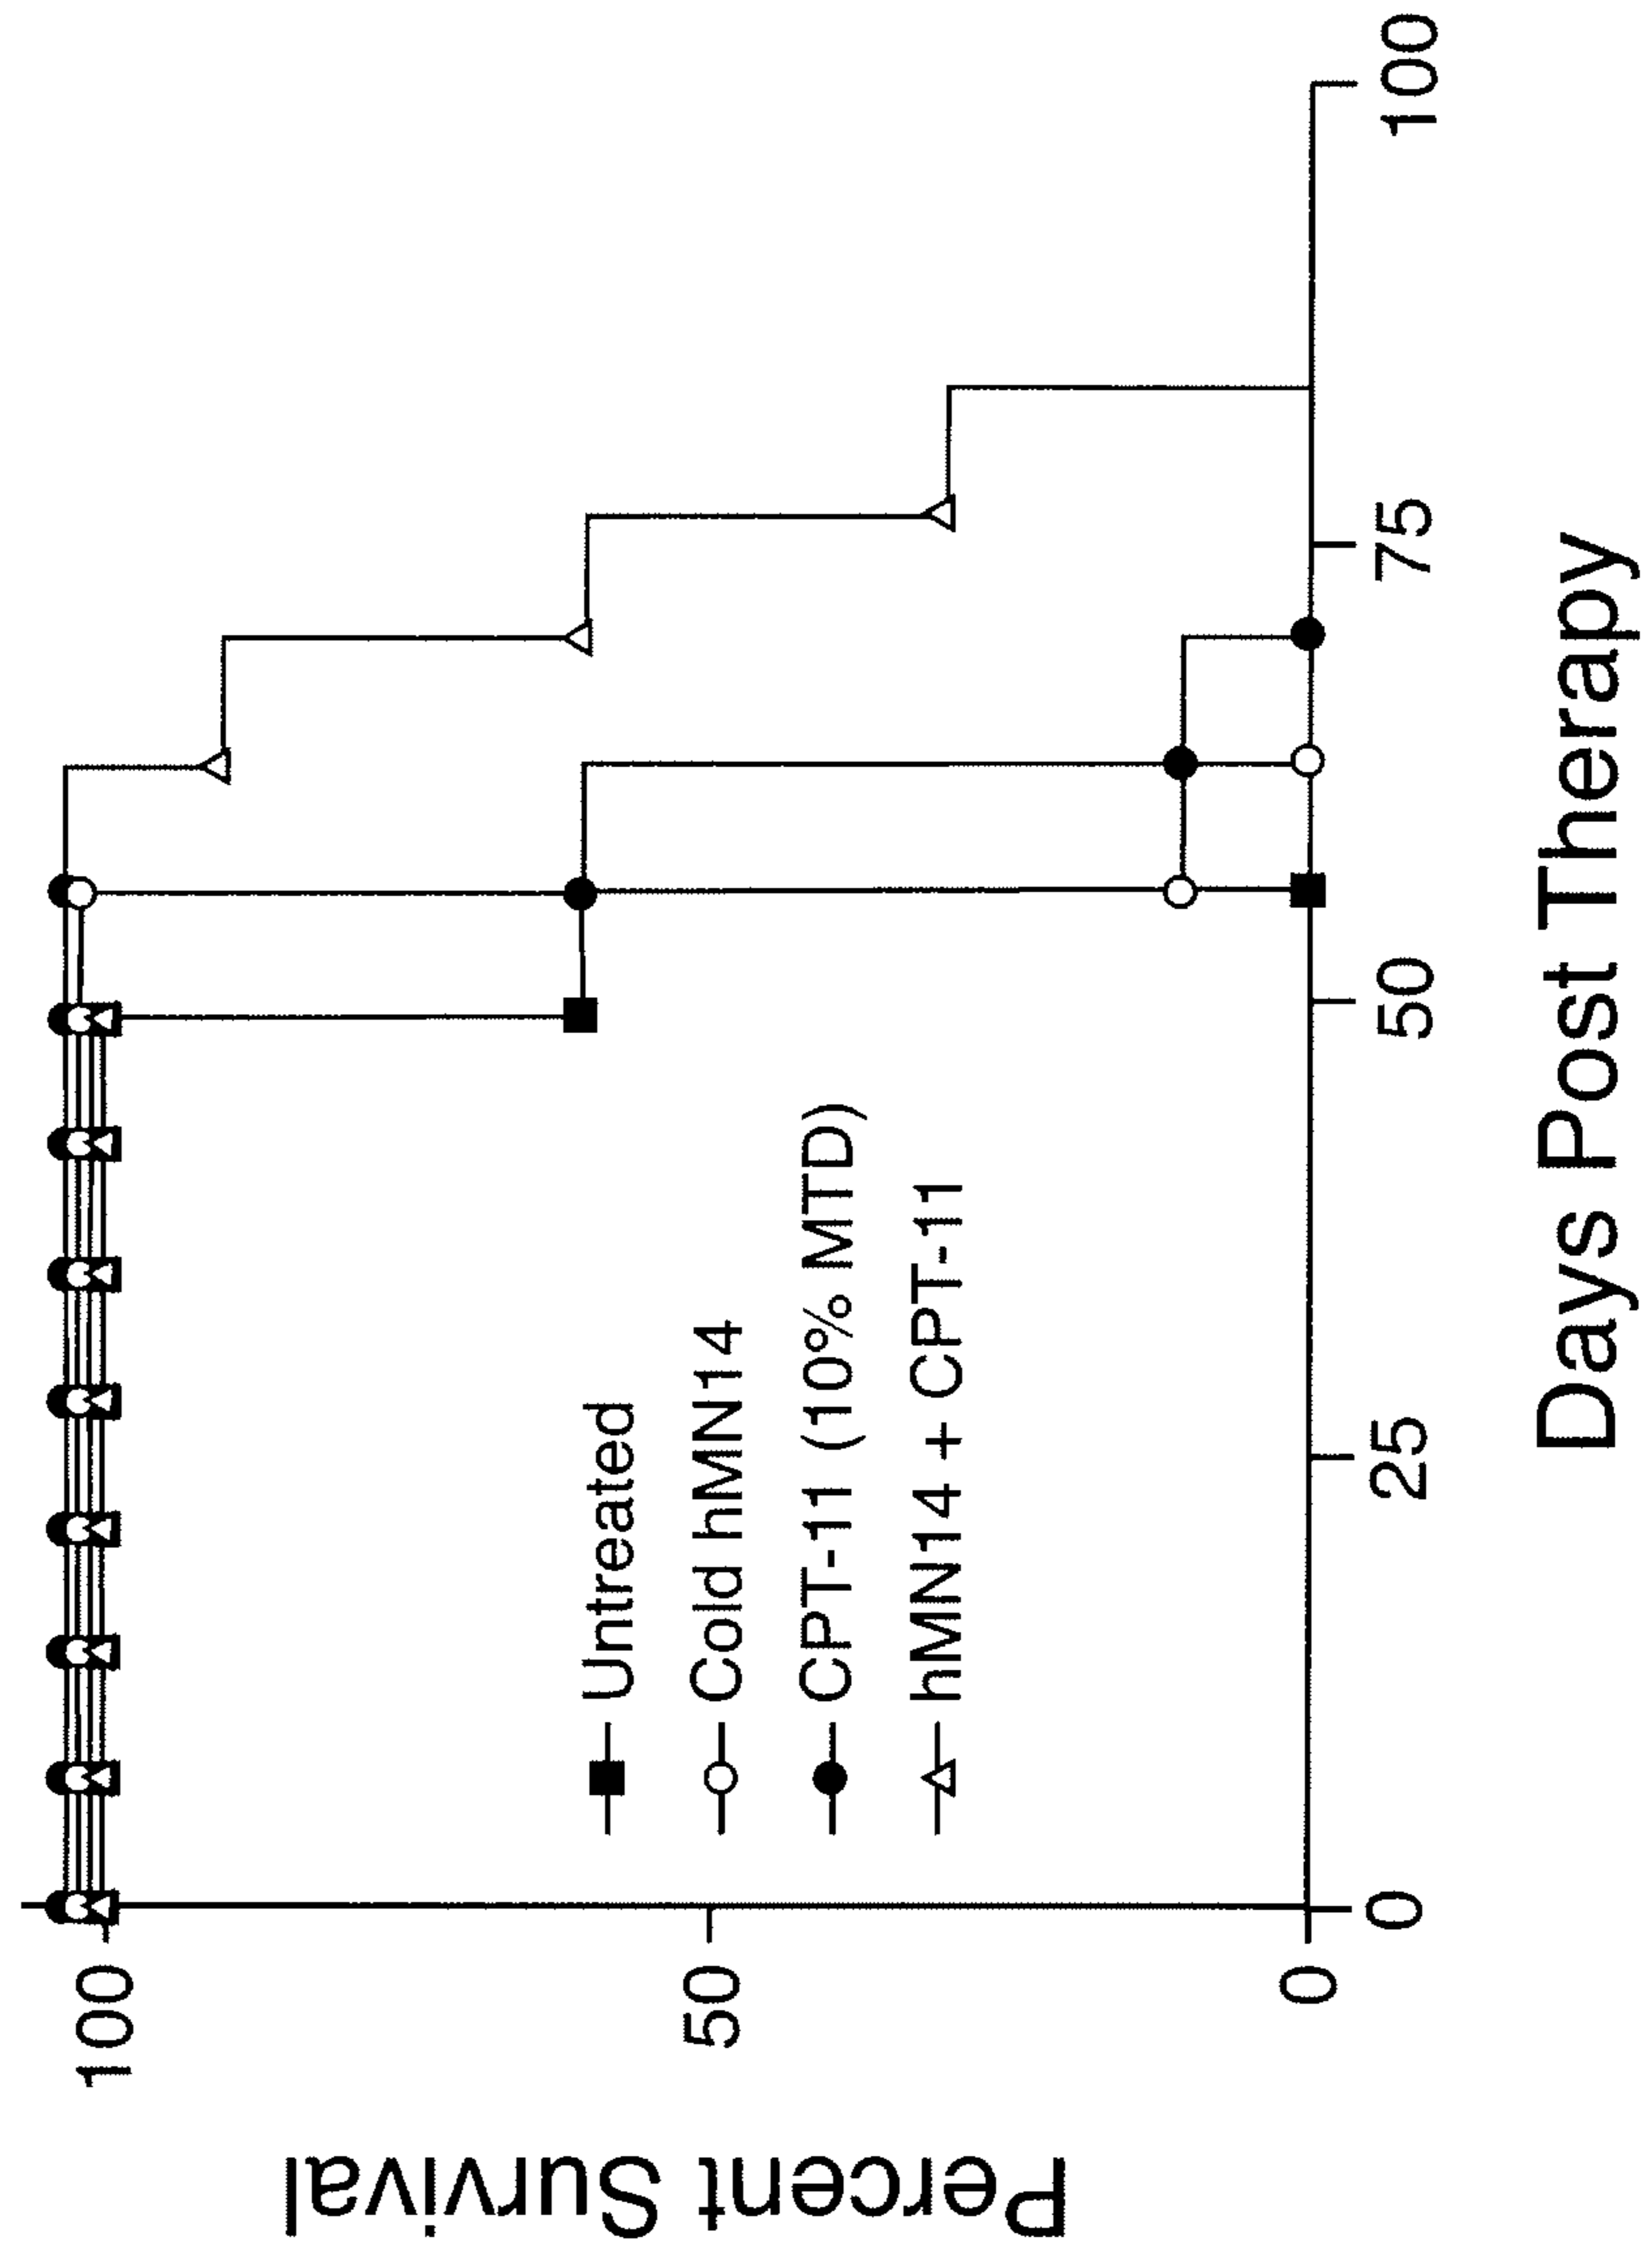 Percent Survival
100
50
0
Untreated
Cold hMN14
CPT-11 (10% MTD)
hMN14 + CPT-11
0
25
50
75
100
Days Post Therapy